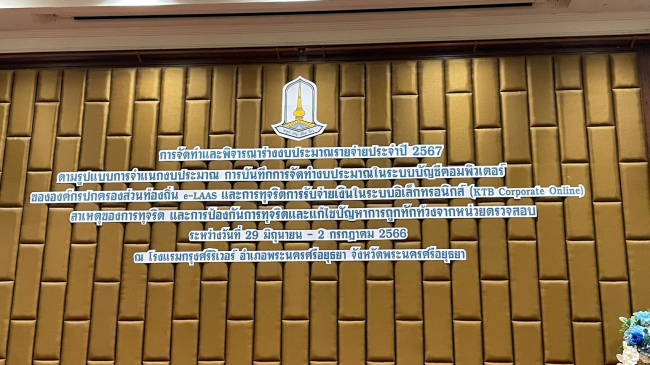 การจัดทำและพิจารณาร่างงบประมาณรายจ่ายประจำปี 2567
ตามรูปแบบการจำแนกงบประมาณ การบันทึกการจัดทำงบประมาณในระบบบัญชีคอมพิวเตอร์
ขององค์กรปกครองส่วนท้องถิ่น e-LAAS และการทุจริตการรับจ่ายเงินในระบบอิเล็กทรอนิกส์ (KTB Corporate Online)
สาเหตุของการทุจริต และการป้องกันการทุจริตและแก้ไขปัญหาการถูกทักท้วงจากหน่วยตรวจสอบ
ระหว่างวันที่ 29 มิถุนายน - 2 กรกฎาคม 2566
ณ โรงแรมกรุงศรีริเวอร์ อำเภอพระนครศรีอยุธยา จังหวัดพระนครศรีอยุธยา